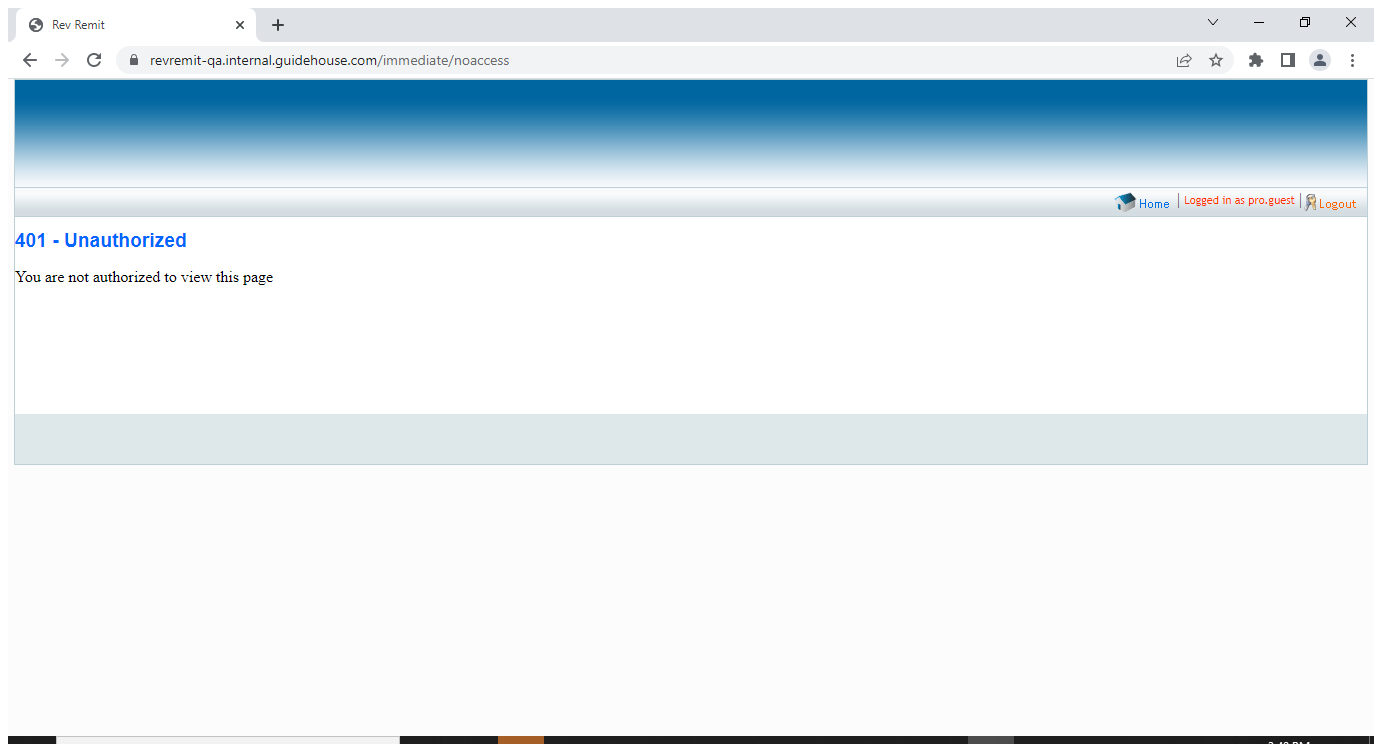 Rev Remit
revremit-qa.internal.guidehouse.com/immediate/noaccess
Home | Logged in as pro.guest | Logout
401 - Unauthorized
You are not authorized to view this page